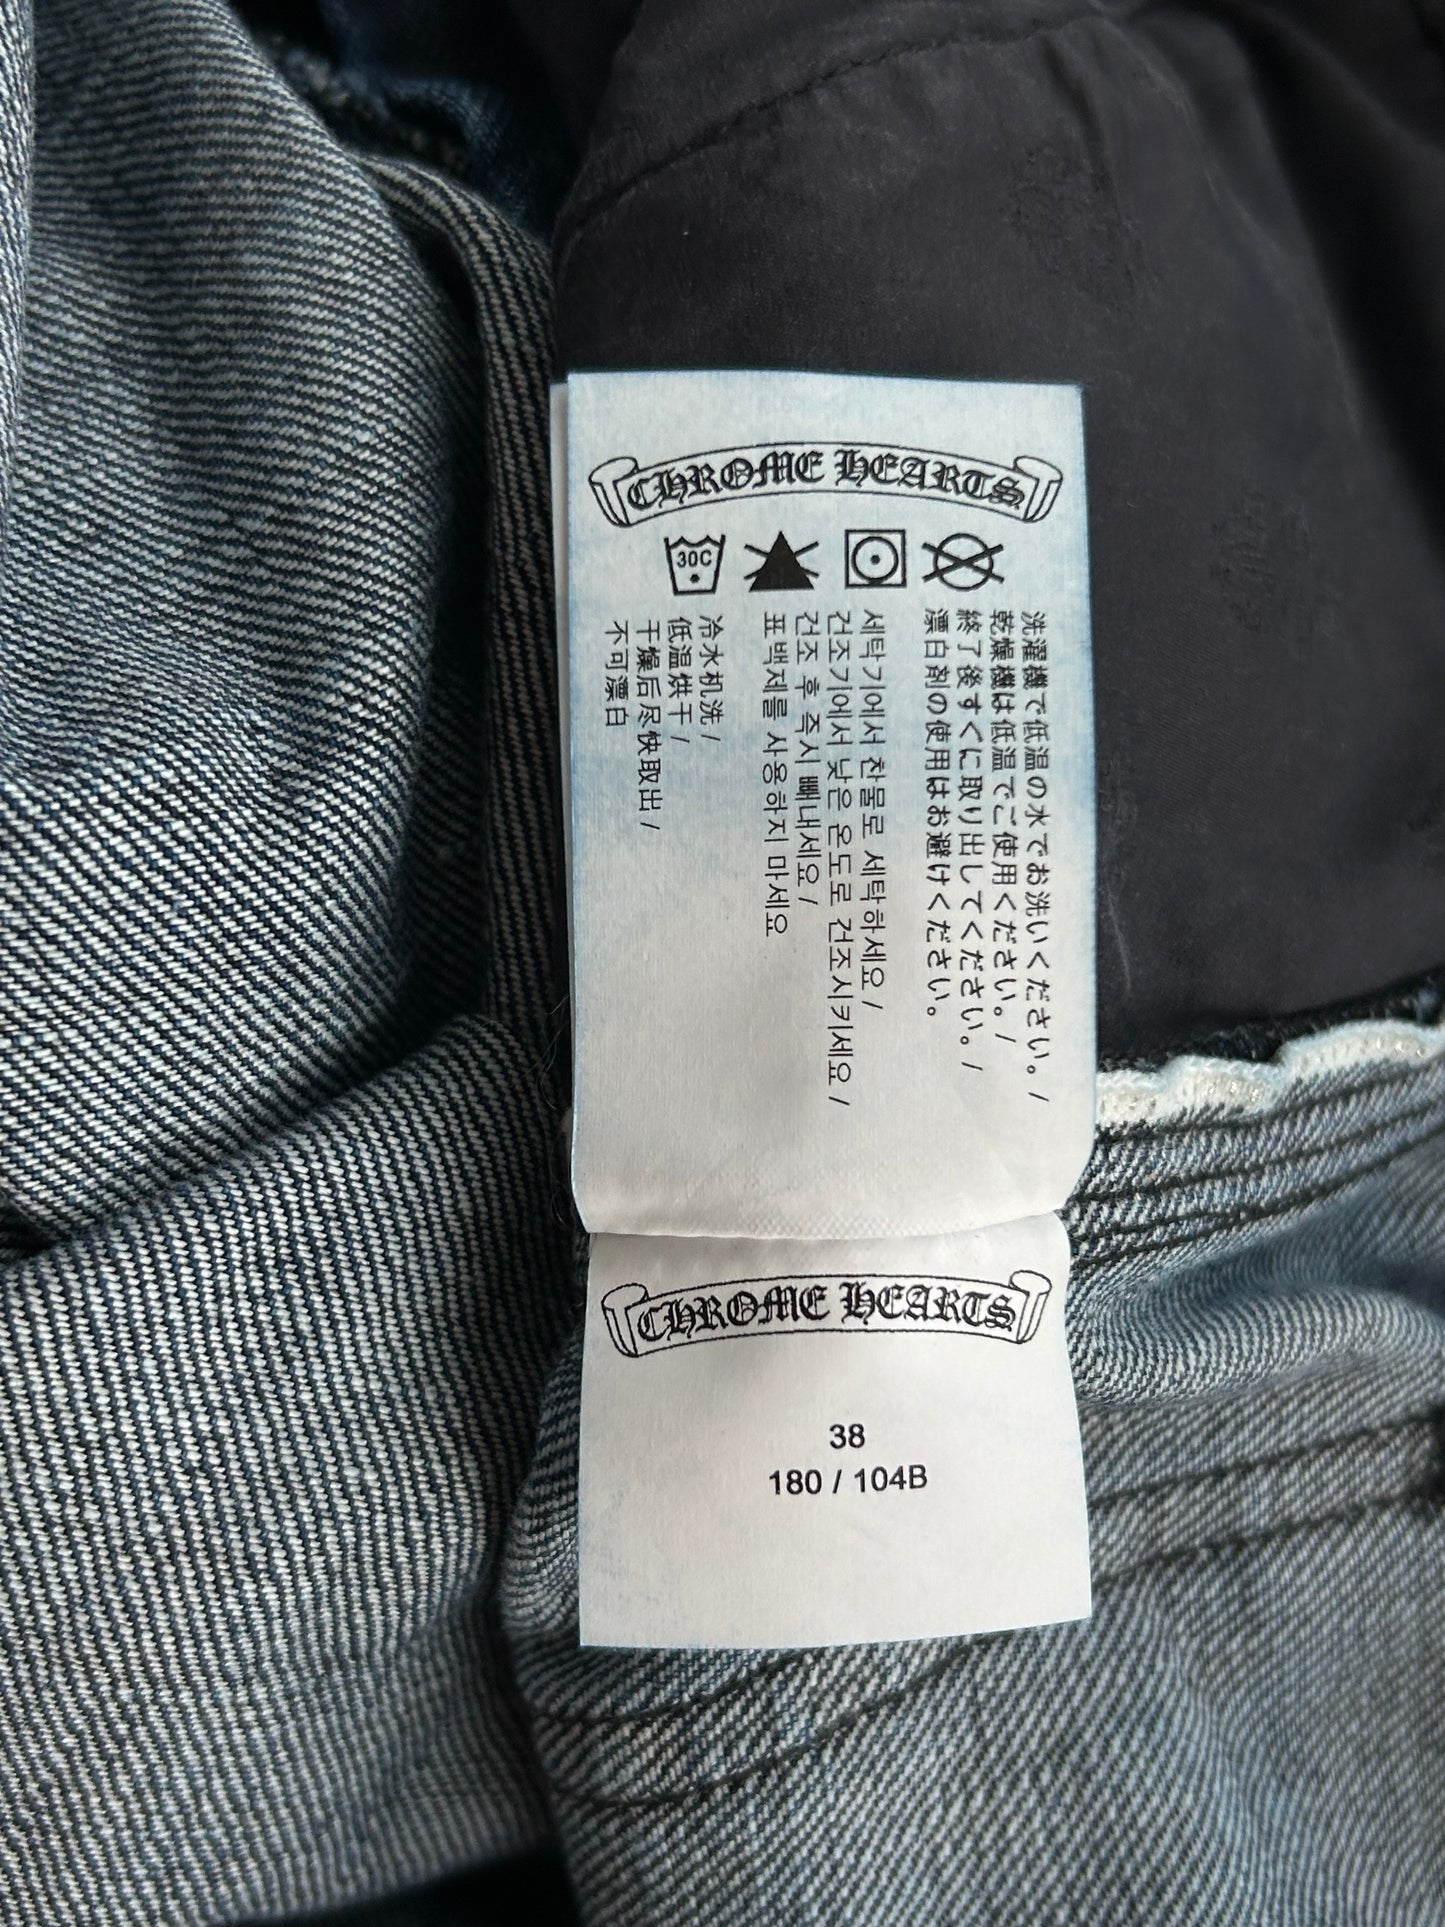 CHROME HEARTS
30C
洗濯機で低温の水でお洗いください。/
乾燥機は低温でご使用ください。/
終了後すぐに取り出してください。/
漂白剤の使用はお避けください。
세탁기에서 찬물로 세탁하세요 /
건조기에서 낮은 온도로 건조시키세요 /
건조 후 즉시 빼내세요 /
표백제를 사용하지 마세요
冷水机洗 /
低温烘干 /
干燥后尽快取出 /
不可漂白
CHROME HEARTS
38
180 / 104B